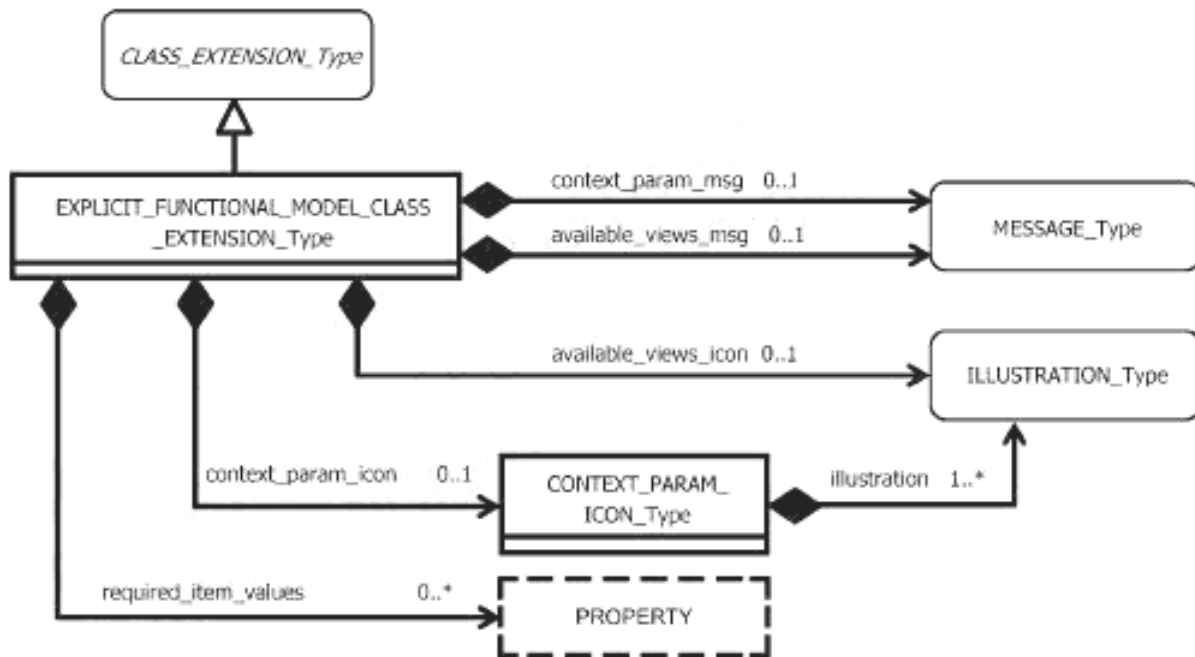 CLASS_EXTENSION_Type
EXPLICIT_FUNCTIONAL_MODEL_CLASS
_EXTENSION_Type
context_param_msg 0..1
available_views_msg 0..1
MESSAGE_Type
available_views_icon 0..1
ILLUSTRATION_Type
context_param_icon 0..1
CONTEXT_PARAM_
ICON_Type
illustration 1..*
required_item_values 0..*
PROPERTY